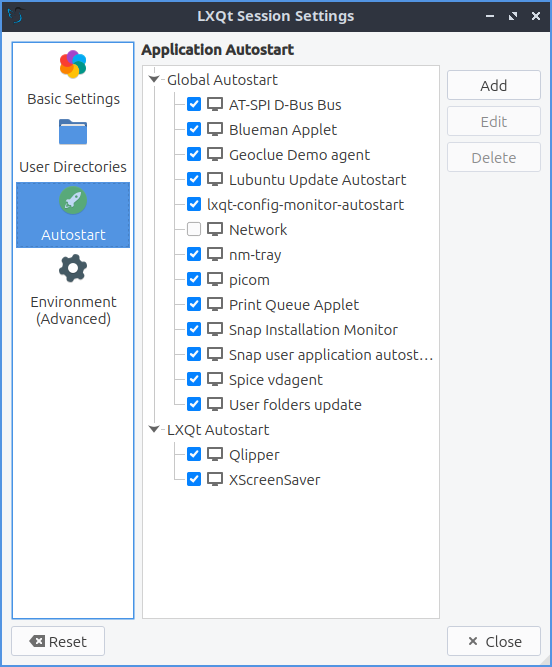 LXQt Session Settings
Basic Settings
User Directories
Autostart
Environment
(Advanced)
Application Autostart
Global Autostart
AT-SPI D-Bus Bus
Blueman Applet
Geoclue Demo agent
Lubuntu Update Autostart
lxqt-config-monitor-autostart
Network
nm-tray
picom
Print Queue Applet
Snap Installation Monitor
Snap user application autost...
Spice vdagent
User folders update
LXQt Autostart
Qlipper
XScreenSaver
Add
Edit
Delete
Reset
Close